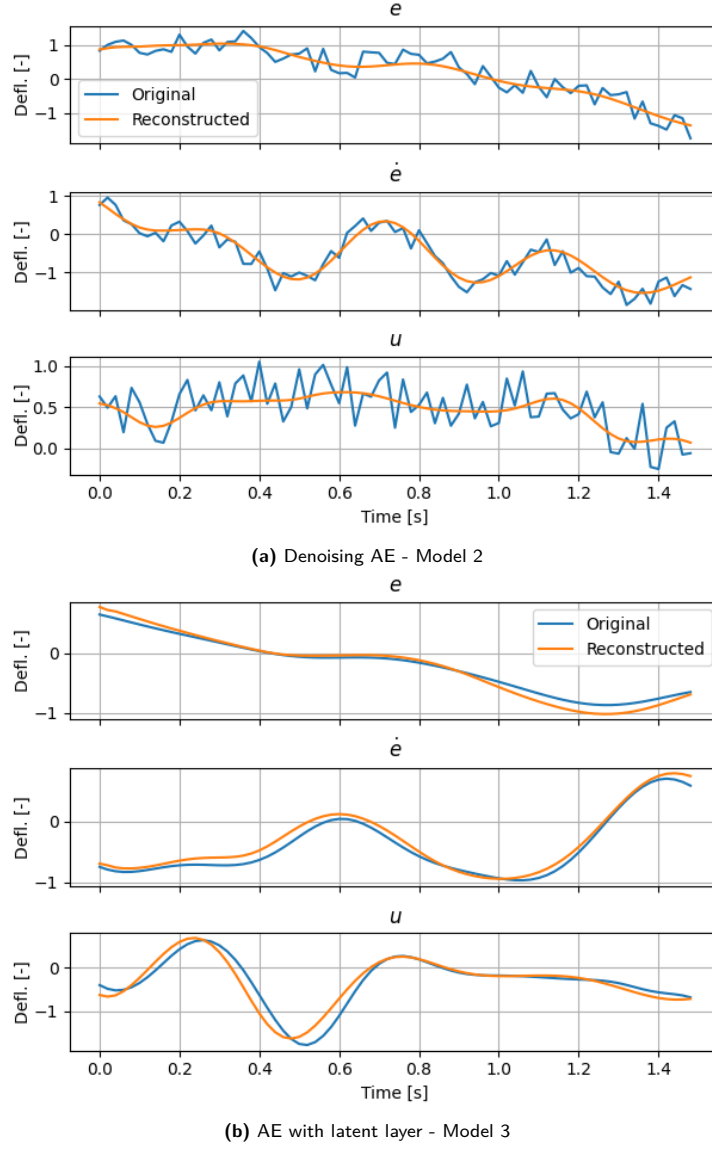 e
Defl. [-]
1
0
−1
Original
Reconstructed
ė
Defl. [-]
1
0
−1
u
Defl. [-]
1.0
0.5
0.0
0.0 0.2 0.4 0.6 0.8 1.0 1.2 1.4
Time [s]
(a) Denoising AE - Model 2
e
Defl. [-]
0
−1
Original
Reconstructed
ė
Defl. [-]
0
−1
u
Defl. [-]
0
−1
0.0 0.2 0.4 0.6 0.8 1.0 1.2 1.4
Time [s]
(b) AE with latent layer - Model 3